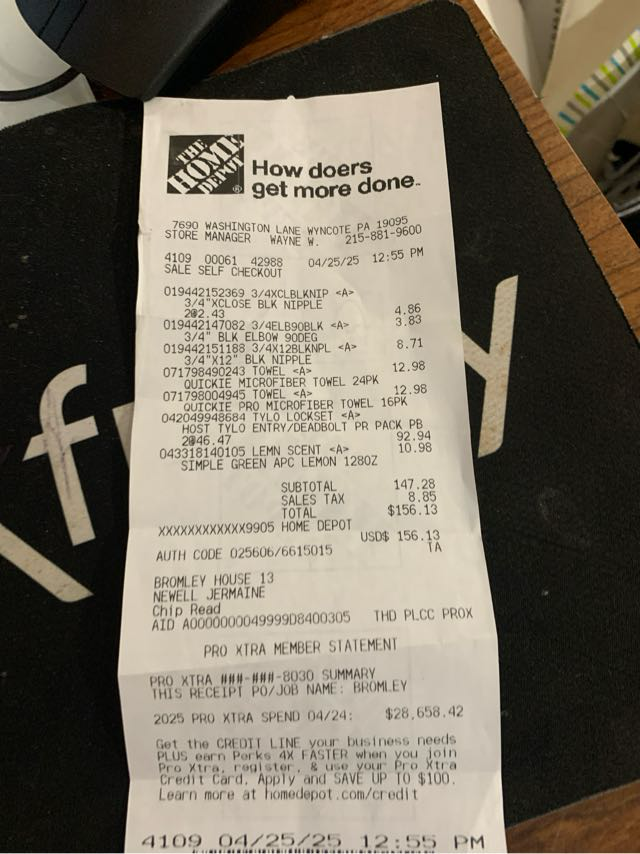 THE
HOME
DEPOT
®
How doers
get more done™
7690 WASHINGTON LANE WYNCOTE PA 19095
STORE MANAGER WAYNE W. 215-881-9600
4109 00061 42988 04/25/25 12:55 PM
SALE SELF CHECKOUT
019442152369 3/4XCLBLKNIP <A>
3/4"XCLOSE BLK NIPPLE
2@2.43 4.86
019442147082 3/4ELB90BLK <A> 3.83
3/4" BLK ELBOW 90DEG
019442151188 3/4X12BLKNPL <A> 8.71
3/4"X12" BLK NIPPLE
071798490243 TOWEL <A> 12.98
QUICKIE MICROFIBER TOWEL 24PK
071798004945 TOWEL <A> 12.98
QUICKIE PRO MICROFIBER TOWEL 16PK
042049948684 TYLO LOCKSET <A>
HOST TYLO ENTRY/DEADBOLT PR PACK PB
2@46.47 92.94
043318140105 LEMN SCENT <A> 10.98
SIMPLE GREEN APC LEMON 128OZ
SUBTOTAL 147.28
SALES TAX 8.85
TOTAL $156.13
XXXXXXXXXXXX9905 HOME DEPOT
USD$ 156.13
AUTH CODE 025606/6615015 TA
BROMLEY HOUSE 13
NEWELL JERMAINE
Chip Read
AID A0000000049999D8400305 THD PLCC PROX
PRO XTRA MEMBER STATEMENT
PRO XTRA ###-###-8030 SUMMARY
THIS RECEIPT PO/JOB NAME: BROMLEY
2025 PRO XTRA SPEND 04/24: $28,658.42
Get the CREDIT LINE your business needs
PLUS earn Perks 4X FASTER when you join
Pro Xtra, register, & use your Pro Xtra
Credit Card. Apply and SAVE UP TO $100.
Learn more at homedepot.com/credit
4109 04/25/25 12:55 PM
xf
y